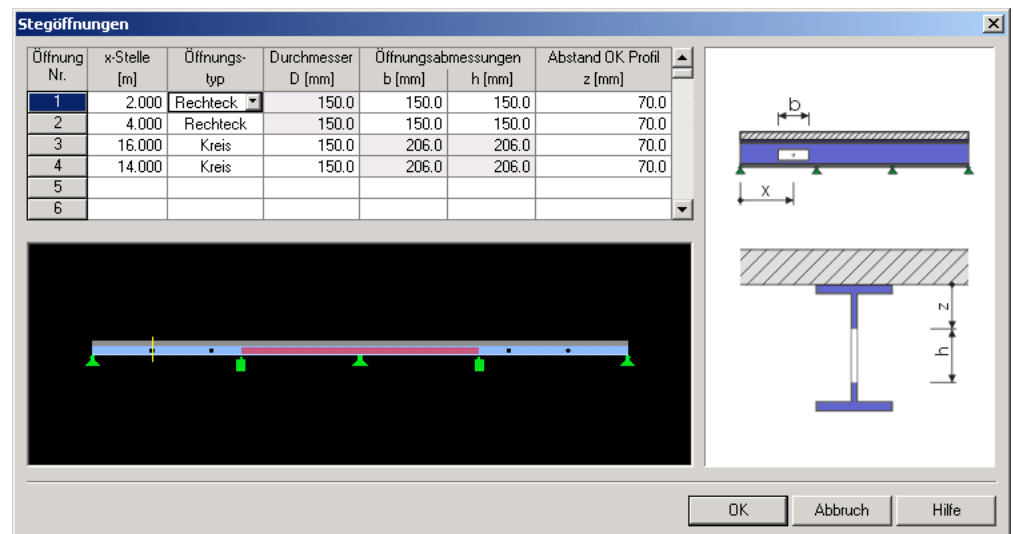 Stegöffnungen
Öffnung x-Stelle Öffnungs- Durchmesser Öffnungsabmessungen Abstand OK Profil
Nr. [m] typ D [mm] b [mm] h [mm] z [mm]
1 2.000 Rechteck 150.0 150.0 150.0 70.0
2 4.000 Rechteck 150.0 150.0 150.0 70.0
3 16.000 Kreis 150.0 206.0 206.0 70.0
4 14.000 Kreis 150.0 206.0 206.0 70.0
5
6
b
x
z
h
OK Abbruch Hilfe